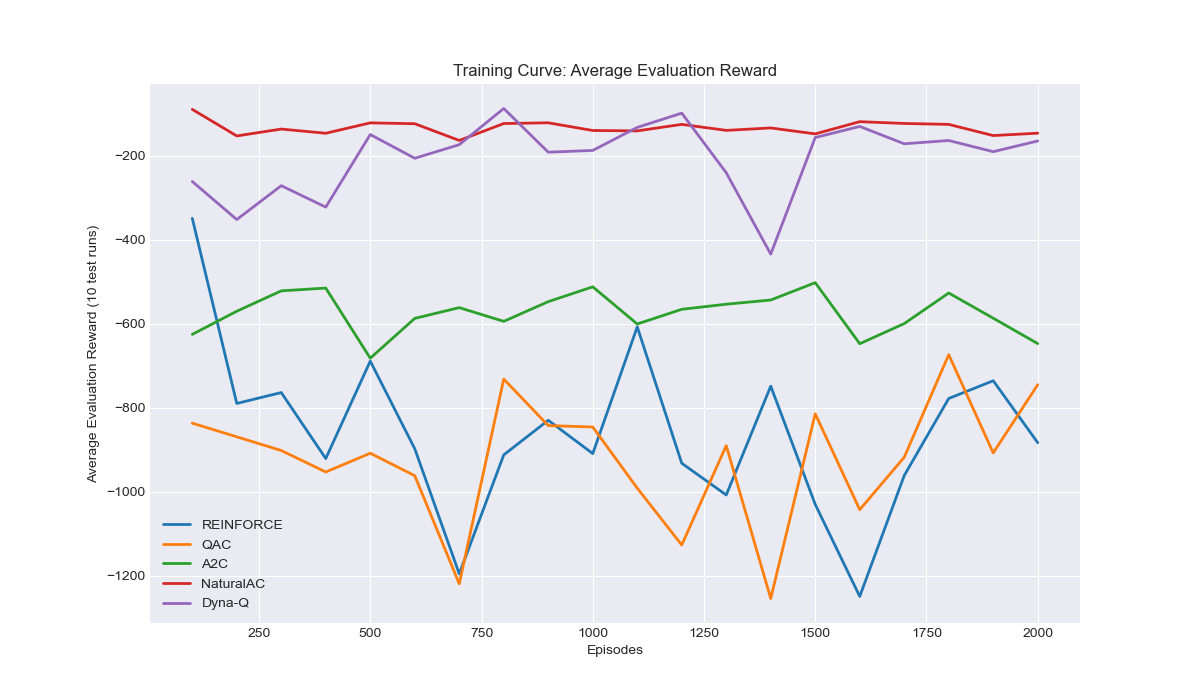 Training Curve: Average Evaluation Reward
Average Evaluation Reward (10 test runs)
−200
−400
−600
−800
−1000
−1200
REINFORCE
QAC
A2C
NaturalAC
Dyna-Q
250 500 750 1000 1250 1500 1750 2000
Episodes